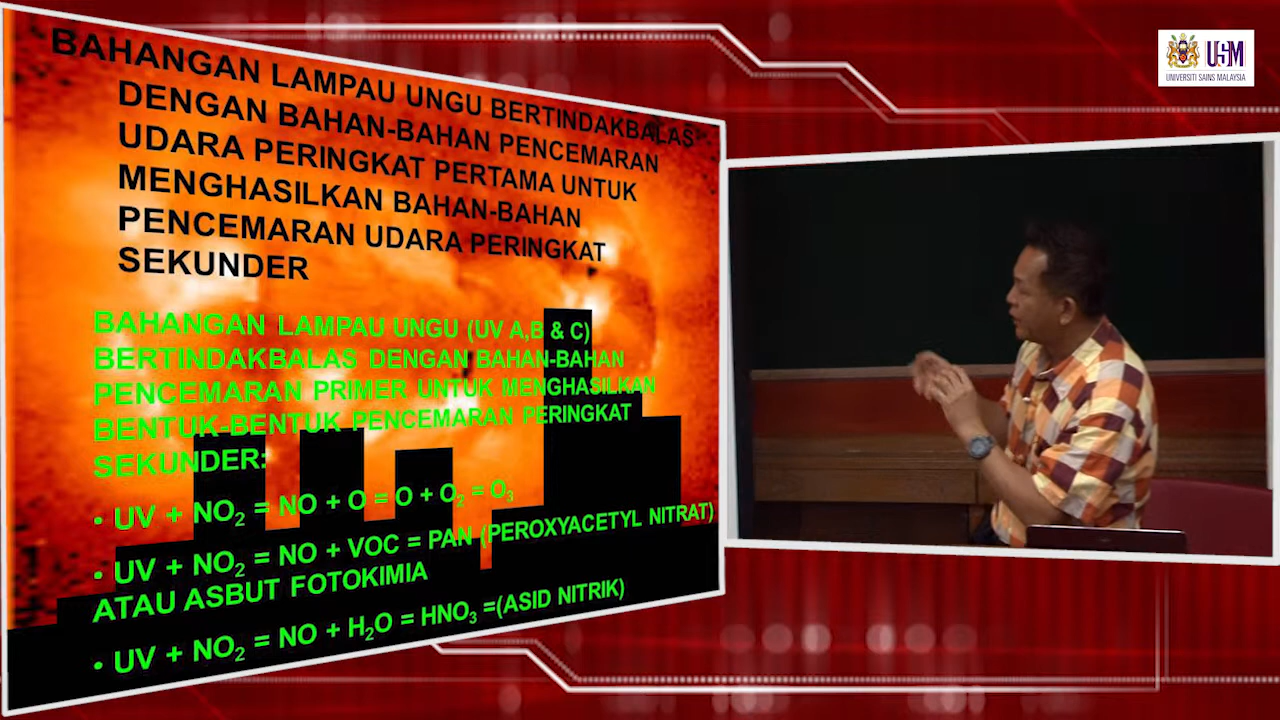 BAHANGAN LAMPAU UNGU BERTINDAKBALAS
DENGAN BAHAN-BAHAN PENCEMARAN
UDARA PERINGKAT PERTAMA UNTUK
MENGHASILKAN BAHAN-BAHAN
PENCEMARAN UDARA PERINGKAT
SEKUNDER
BAHANGAN LAMPAU UNGU (UV A,B & C)
BERTINDAKBALAS DENGAN BAHAN-BAHAN
PENCEMARAN PRIMER UNTUK MENGHASILKAN
BENTUK-BENTUK PENCEMARAN PERINGKAT
SEKUNDER:
• UV + NO₂ = NO + O = O + O₂ = O₃
• UV + NO₂ = NO + VOC = PAN (PEROXYACETYL NITRAT)
ATAU ASBUT FOTOKIMIA
• UV + NO₂ = NO + H₂O = HNO₃ =(ASID NITRIK)
USM
UNIVERSITI SAINS MALAYSIA